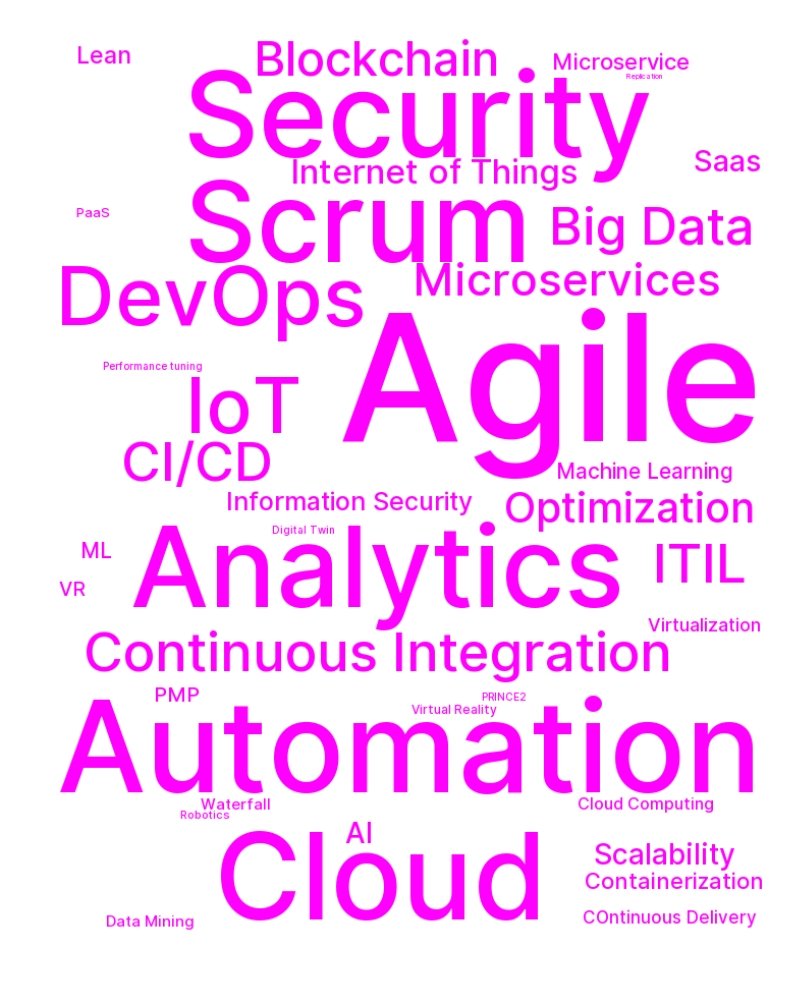 Lean
Blockchain
Microservice
Replication
Security
Saas
Internet of Things
PaaS
Scrum
Big Data
DevOps
Microservices
Agile
Performance tuning
IoT
CI/CD
Machine Learning
Information Security
Optimization
Digital Twin
ML
Analytics
ITIL
VR
Virtualization
Continuous Integration
PMP
PRINCE2
Virtual Reality
Automation
Waterfall
Cloud Computing
Robotics
AI
Cloud
Scalability
Containerization
COntinuous Delivery
Data Mining